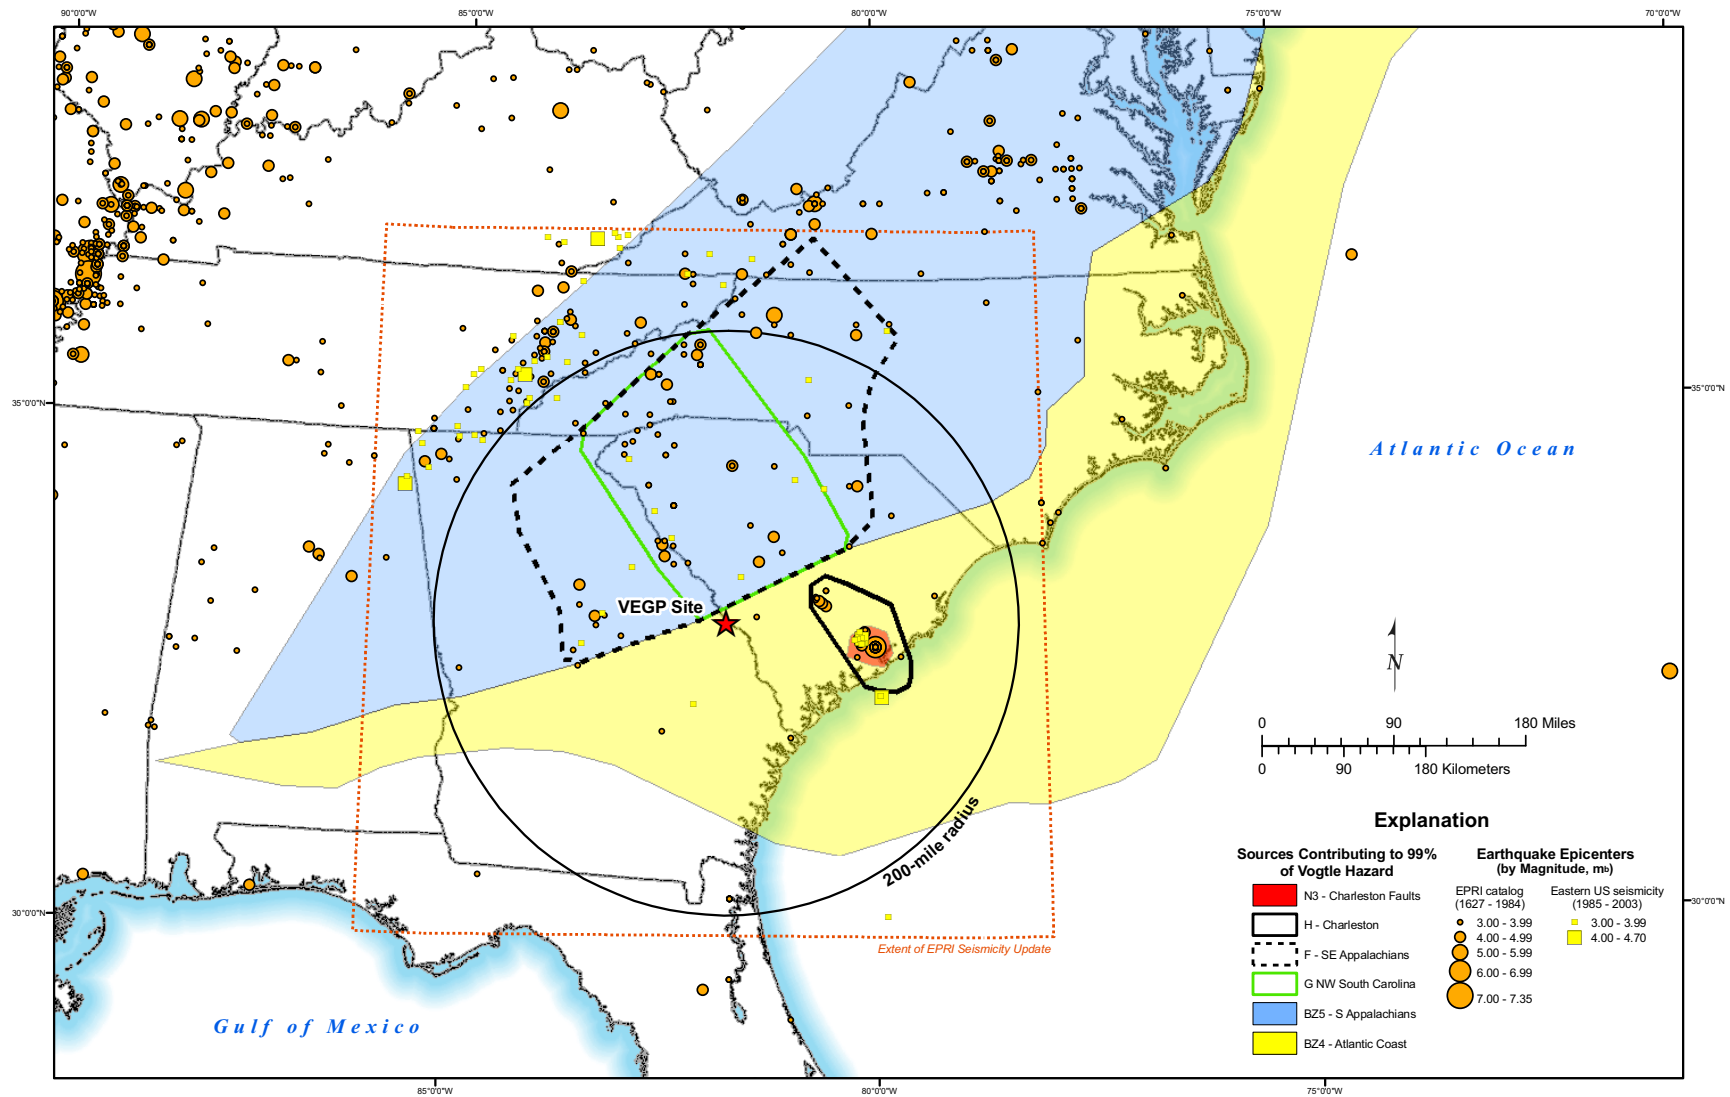 90°0'0"W
85°0'0"W
80°0'0"W
75°0'0"W
70°0'0"W
35°0'0"N
35°0'0"N
Atlantic Ocean
VEGP Site
N
0 90 180 Miles
0 90 180 Kilometers
200-mile radius
Explanation
Sources Contributing to 99%
of Vogtle Hazard
N3 - Charleston Faults
H - Charleston
F - SE Appalachians
G NW South Carolina
BZ5 - S Appalachians
BZ4 - Atlantic Coast
Earthquake Epicenters
(by Magnitude, mb)
EPRI catalog
(1627 - 1984)
3.00 - 3.99
4.00 - 4.99
5.00 - 5.99
6.00 - 6.99
7.00 - 7.35
Eastern US seismicity
(1985 - 2003)
3.00 - 3.99
4.00 - 4.70
30°0'0"N
30°0'0"N
Extent of EPRI Seismicity Update
Gulf of Mexico
85°0'0"W
80°0'0"W
75°0'0"W